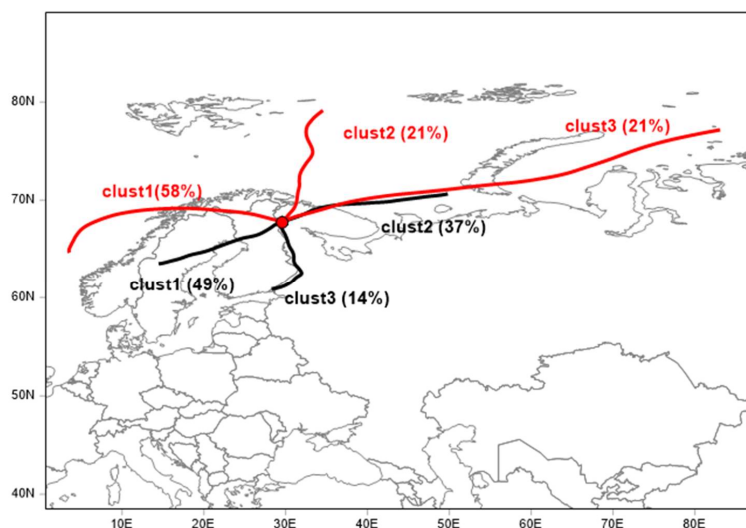 80N
clust2 (21%)
clust3 (21%)
clust1(58%)
70N
clust2 (37%)
clust1 (49%)
clust3 (14%)
60N
50N
40N
10E 20E 30E 40E 50E 60E 70E 80E